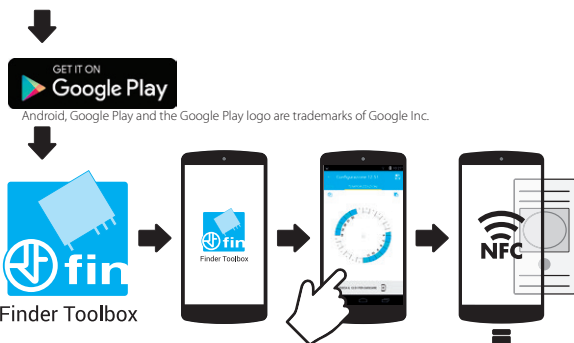 GET IT ON
Google Play
Android, Google Play and the Google Play logo are trademarks of Google Inc.
fin
Finder Toolbox
fin
Finder Toolbox
NFC